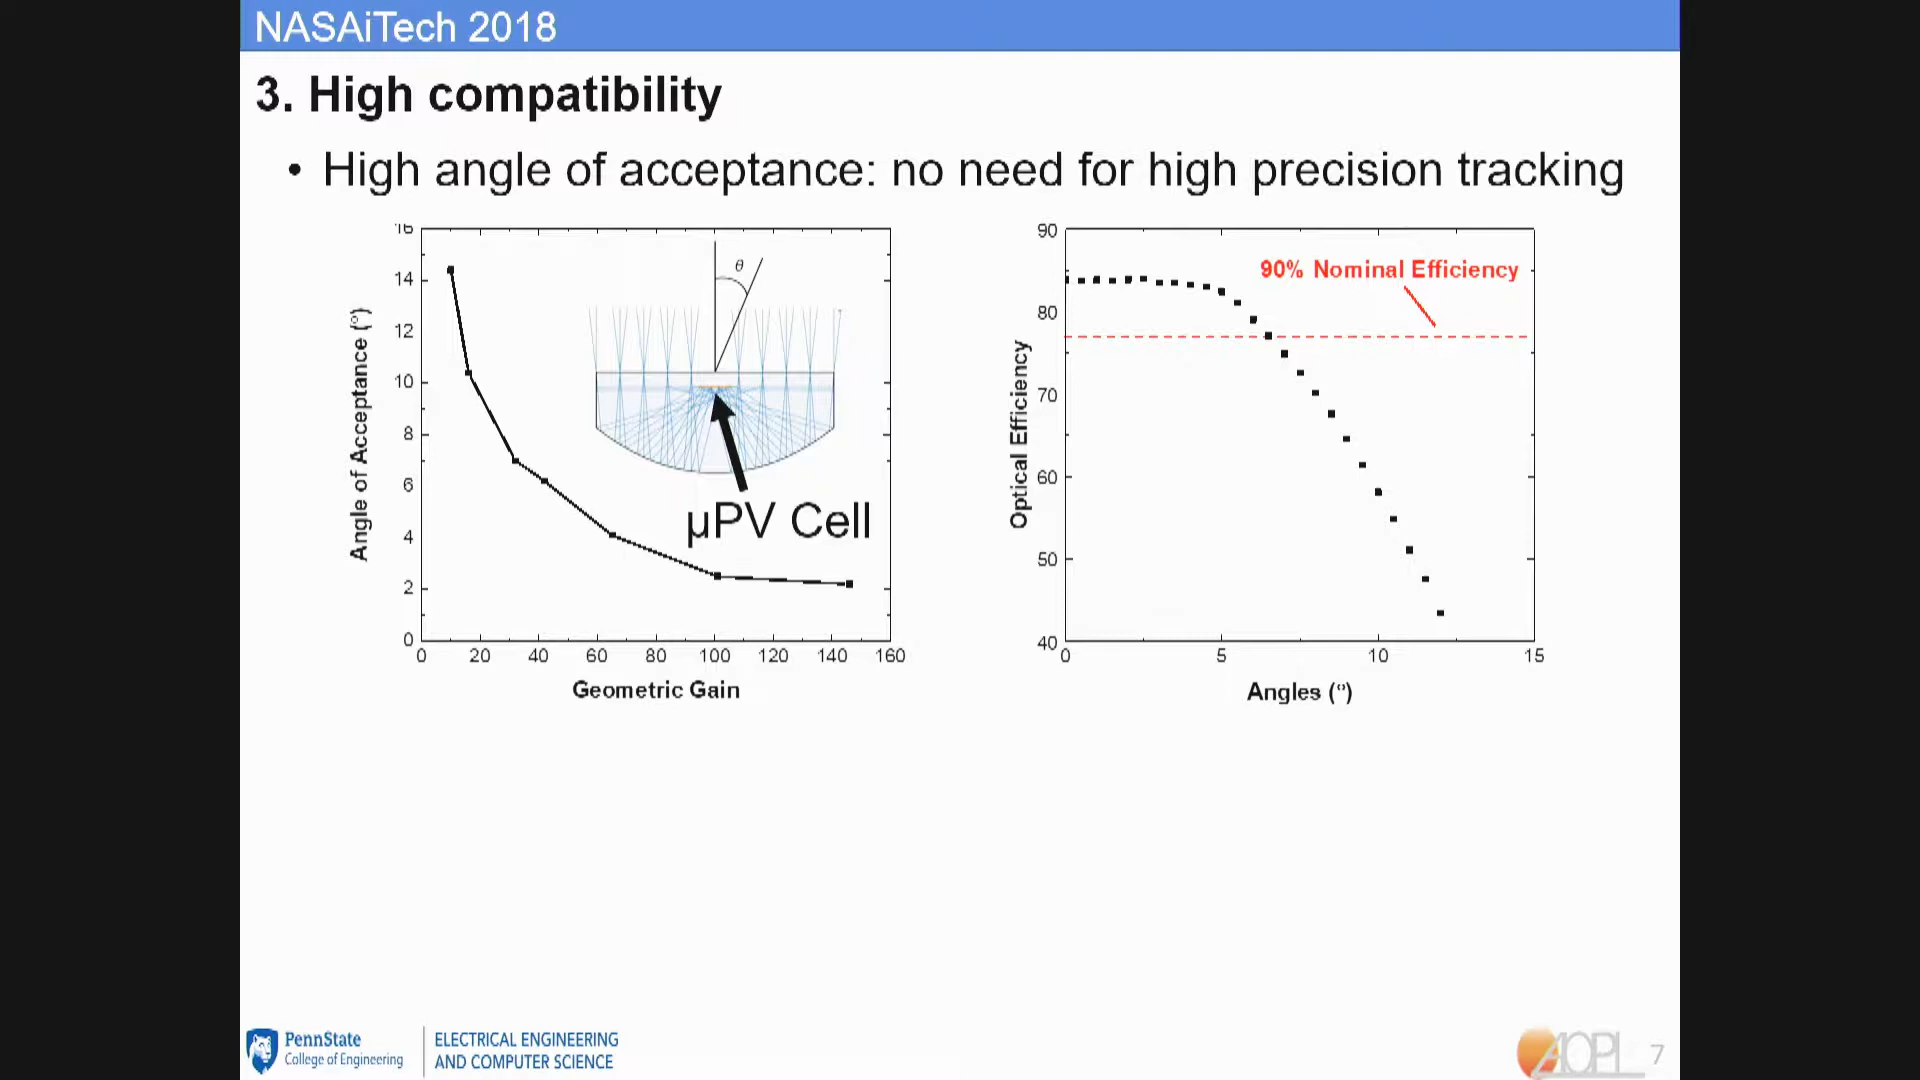 NASAiTech 2018
3. High compatibility
• High angle of acceptance: no need for high precision tracking
16
14
12
10
8
6
4
2
0
Angle of Acceptance (°)
0 20 40 60 80 100 120 140 160
Geometric Gain
θ
µPV Cell
90
80
70
60
50
40
Optical Efficiency
90% Nominal Efficiency
0 5 10 15
Angles (°)
PennState
College of Engineering
ELECTRICAL ENGINEERING
AND COMPUTER SCIENCE
AOPL
7